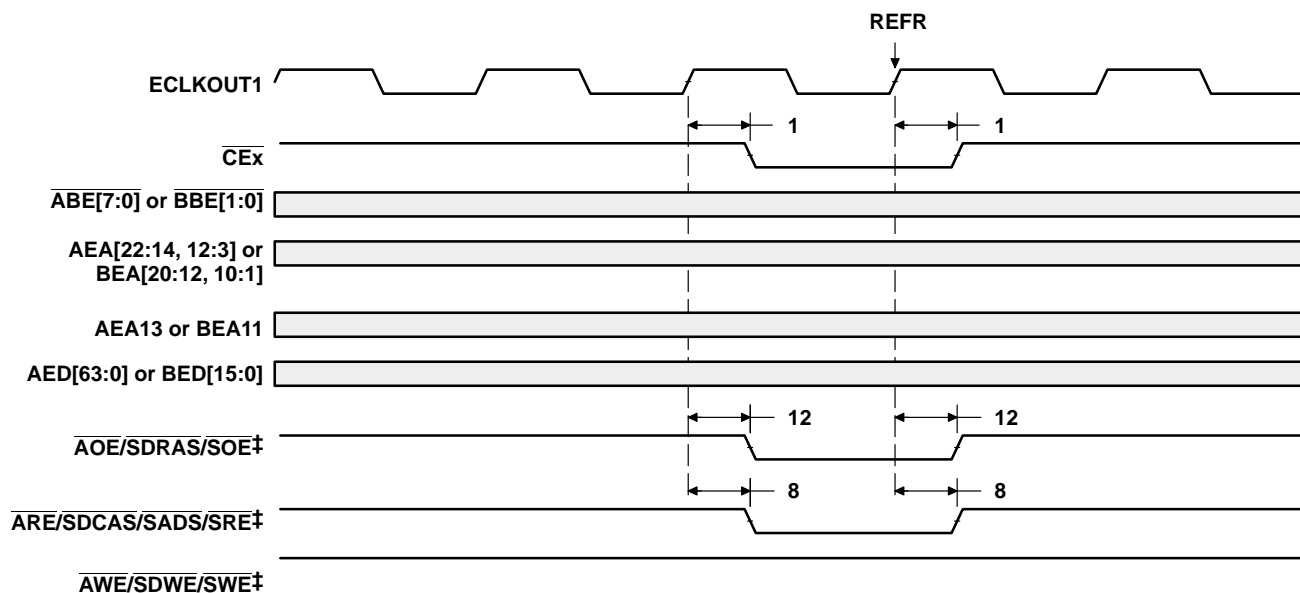 REFR
ECLKOUT1
1 1
CEx
ABE[7:0] or BBE[1:0]
AEA[22:14, 12:3] or
BEA[20:12, 10:1]
AEA13 or BEA11
AED[63:0] or BED[15:0]
12 12
AOE/SDRAS/SOE‡
8 8
ARE/SDCAS/SADS/SRE‡
AWE/SDWE/SWE‡